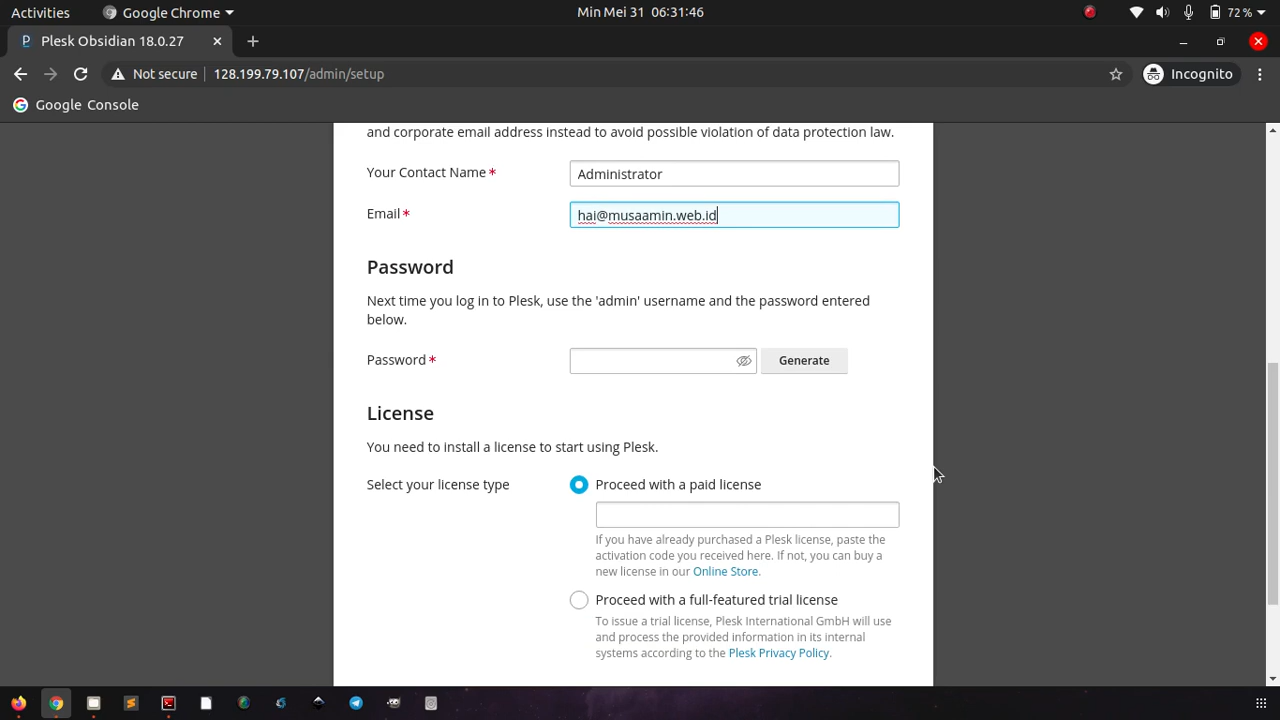 Activities
Google Chrome
Min Mei 31 06:31:46
72%
Plesk Obsidian 18.0.27
Not secure
128.199.79.107/admin/setup
Incognito
Google Console
and corporate email address instead to avoid possible violation of data protection law.
Your Contact Name*
Administrator
Email*
hai@musaamin.web.id
Password
Next time you log in to Plesk, use the 'admin' username and the password entered
below.
Password*
Generate
License
You need to install a license to start using Plesk.
Select your license type
Proceed with a paid license
If you have already purchased a Plesk license, paste the
activation code you received here. If not, you can buy a
new license in our Online Store.
Proceed with a full-featured trial license
To issue a trial license, Plesk International GmbH will use
and process the provided information in its internal
systems according to the Plesk Privacy Policy.